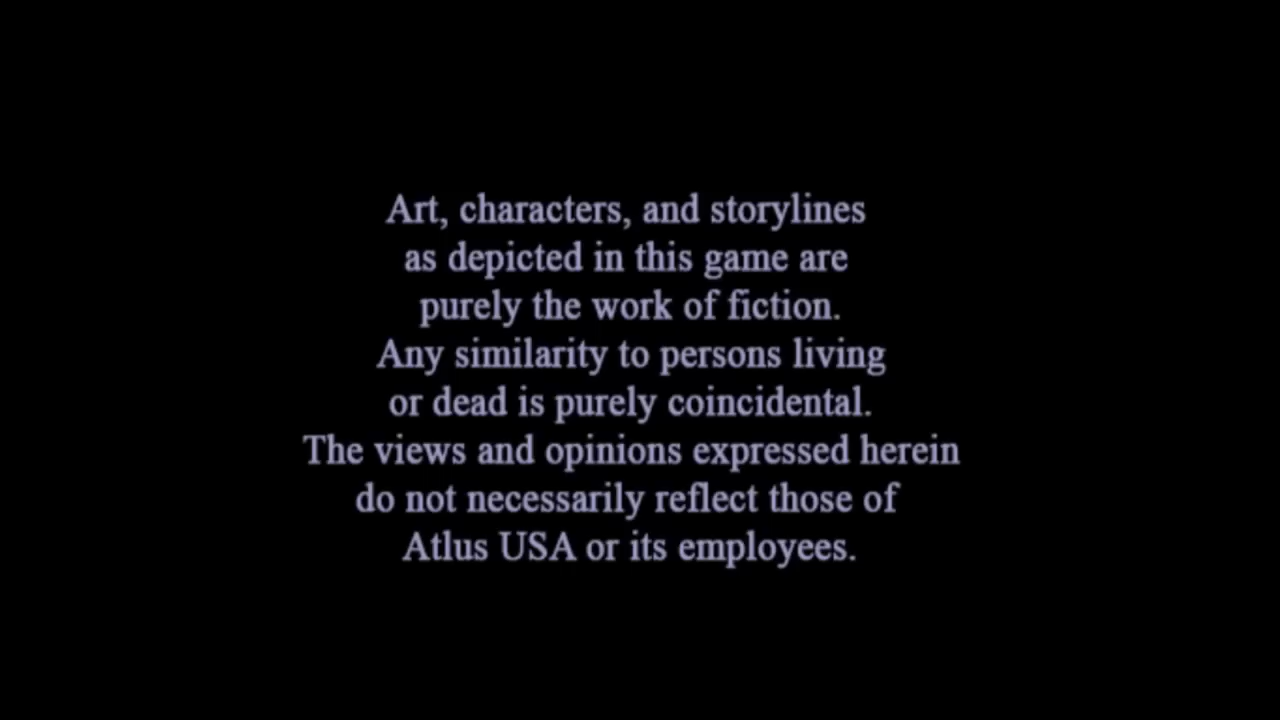 Art, characters, and storylines
as depicted in this game are
purely the work of fiction.
Any similarity to persons living
or dead is purely coincidental.
The views and opinions expressed herein
do not necessarily reflect those of
Atlus USA or its employees.